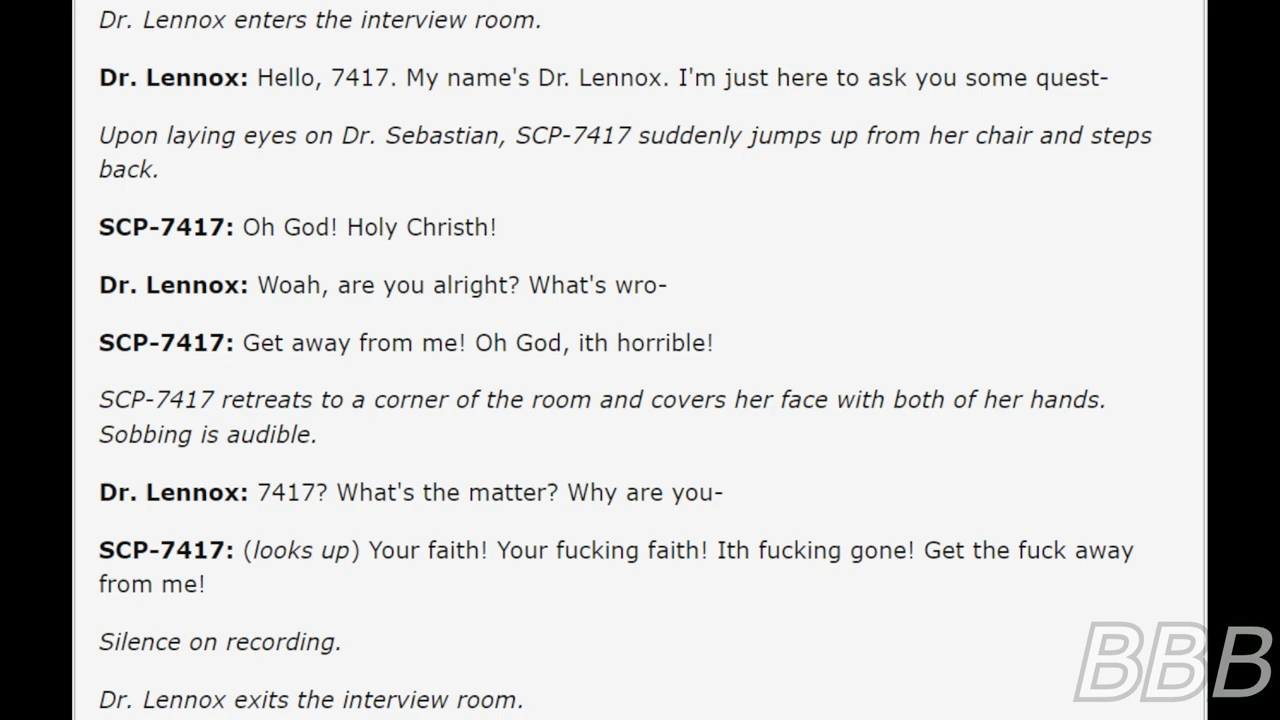 Dr. Lennox enters the interview room.
Dr. Lennox: Hello, 7417. My name's Dr. Lennox. I'm just here to ask you some quest-
Upon laying eyes on Dr. Sebastian, SCP-7417 suddenly jumps up from her chair and steps
back.
SCP-7417: Oh God! Holy Christh!
Dr. Lennox: Woah, are you alright? What's wro-
SCP-7417: Get away from me! Oh God, ith horrible!
SCP-7417 retreats to a corner of the room and covers her face with both of her hands.
Sobbing is audible.
Dr. Lennox: 7417? What's the matter? Why are you-
SCP-7417: (looks up) Your faith! Your fucking faith! Ith fucking gone! Get the fuck away
from me!
Silence on recording.
Dr. Lennox exits the interview room.
BBB